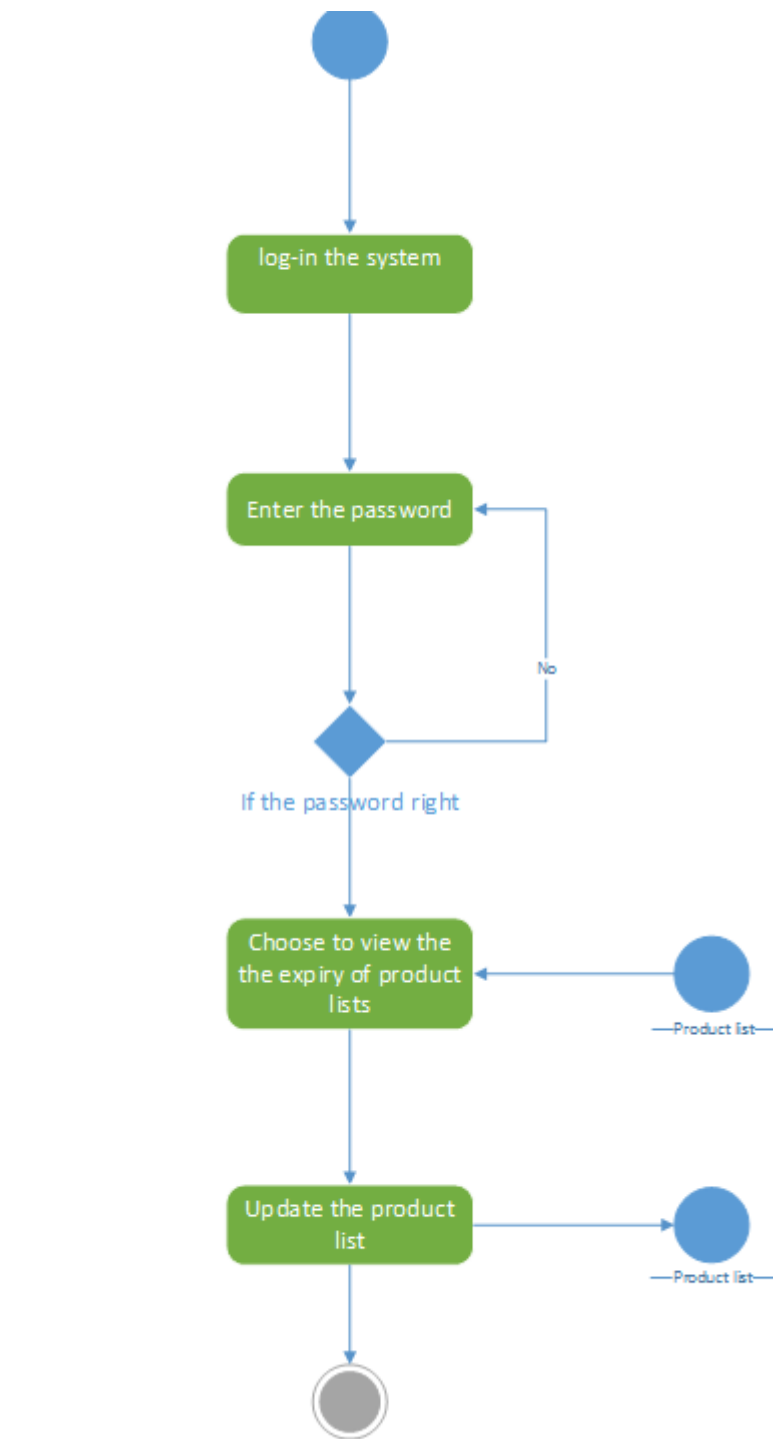 log-in the system
Enter the password
No
If the password right
Choose to view the
the expiry of product
lists
Product list
Update the product
list
Product list